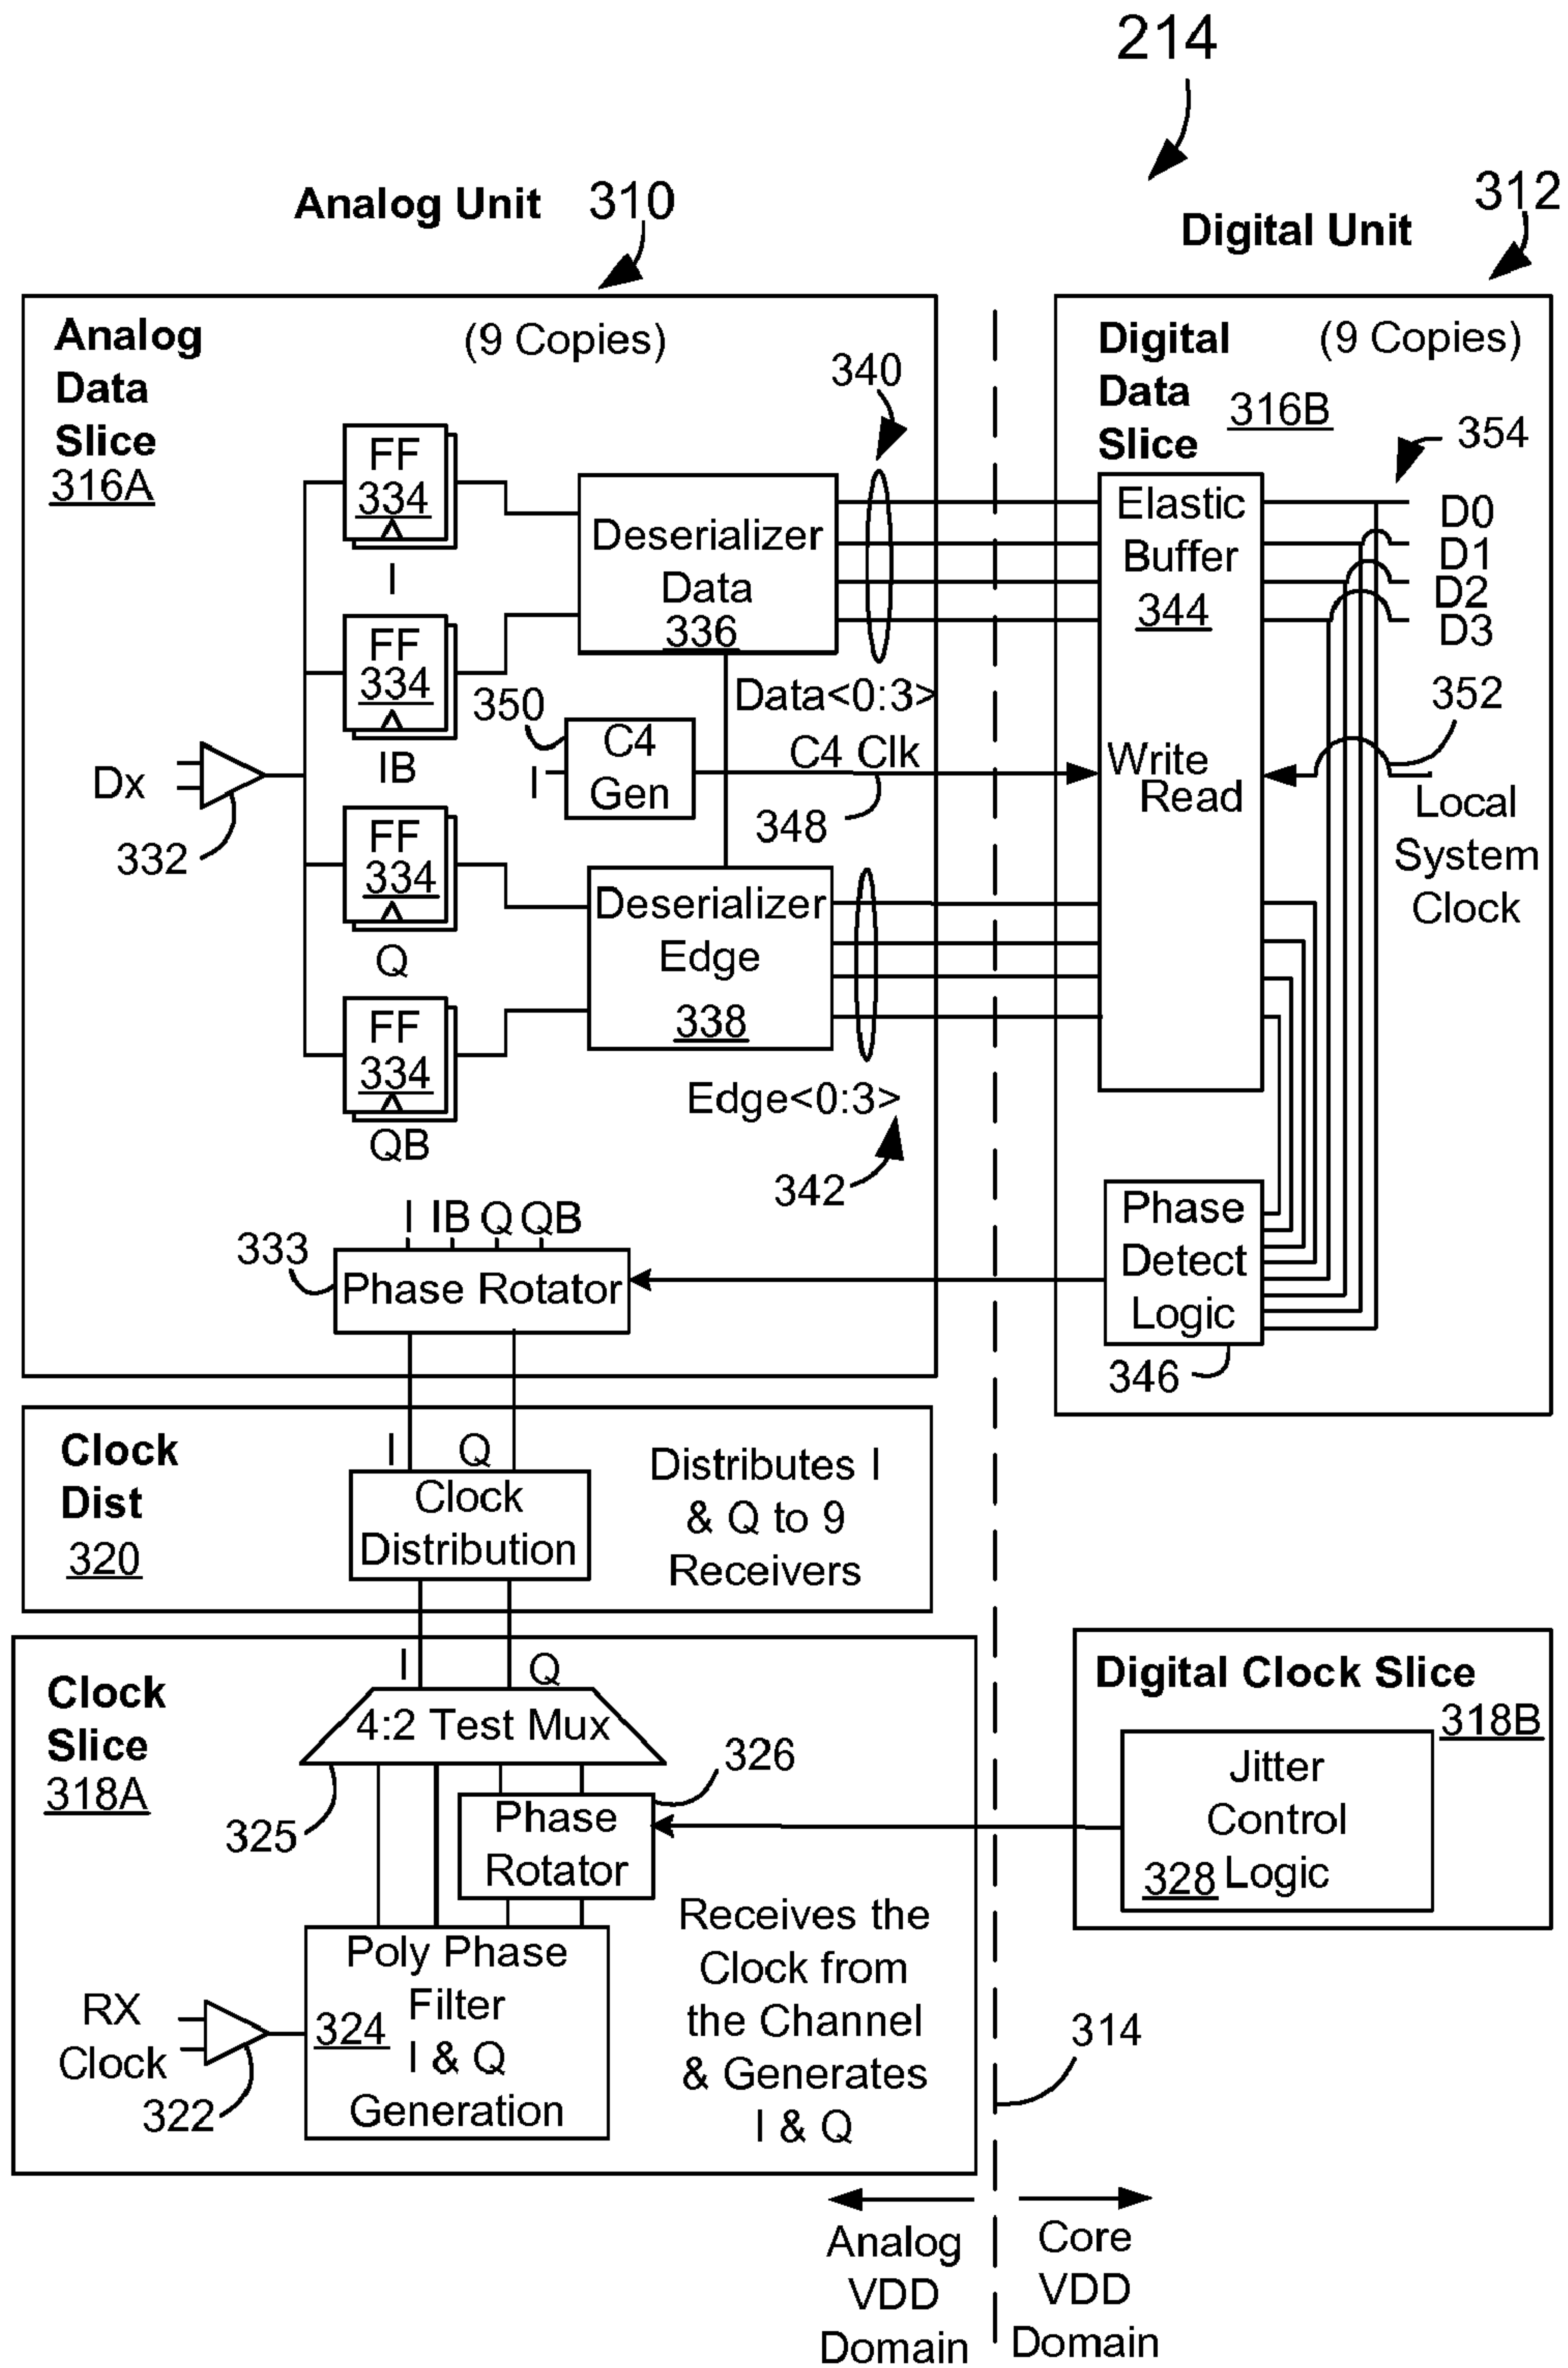 214
Analog Unit 310
Digital Unit
312
Analog
Data
Slice
316A
(9 Copies)
340
FF
334
I
FF
334
IB
FF
334
Q
FF
334
QB
Dx
332
Deserializer
Data
336
Data<0:3>
350
C4
Gen
I
C4 Clk
348
Deserializer
Edge
338
Edge<0:3>
342
I IB Q QB
333
Phase Rotator
Digital
Data
Slice
(9 Copies)
316B
354
Elastic
Buffer
344
Write
Read
D0
D1
D2
D3
352
Local
System
Clock
Phase
Detect
Logic
346
Clock
Dist
320
I Q
Clock
Distribution
Distributes I
& Q to 9
Receivers
Clock
Slice
318A
I Q
4:2 Test Mux
325
326
Phase
Rotator
Poly Phase
Filter
324
I & Q
Generation
RX
Clock
322
Receives the
Clock from
the Channel
& Generates
I & Q
Digital Clock Slice
318B
Jitter
Control
328 Logic
314
Analog
VDD
Domain
Core
VDD
Domain